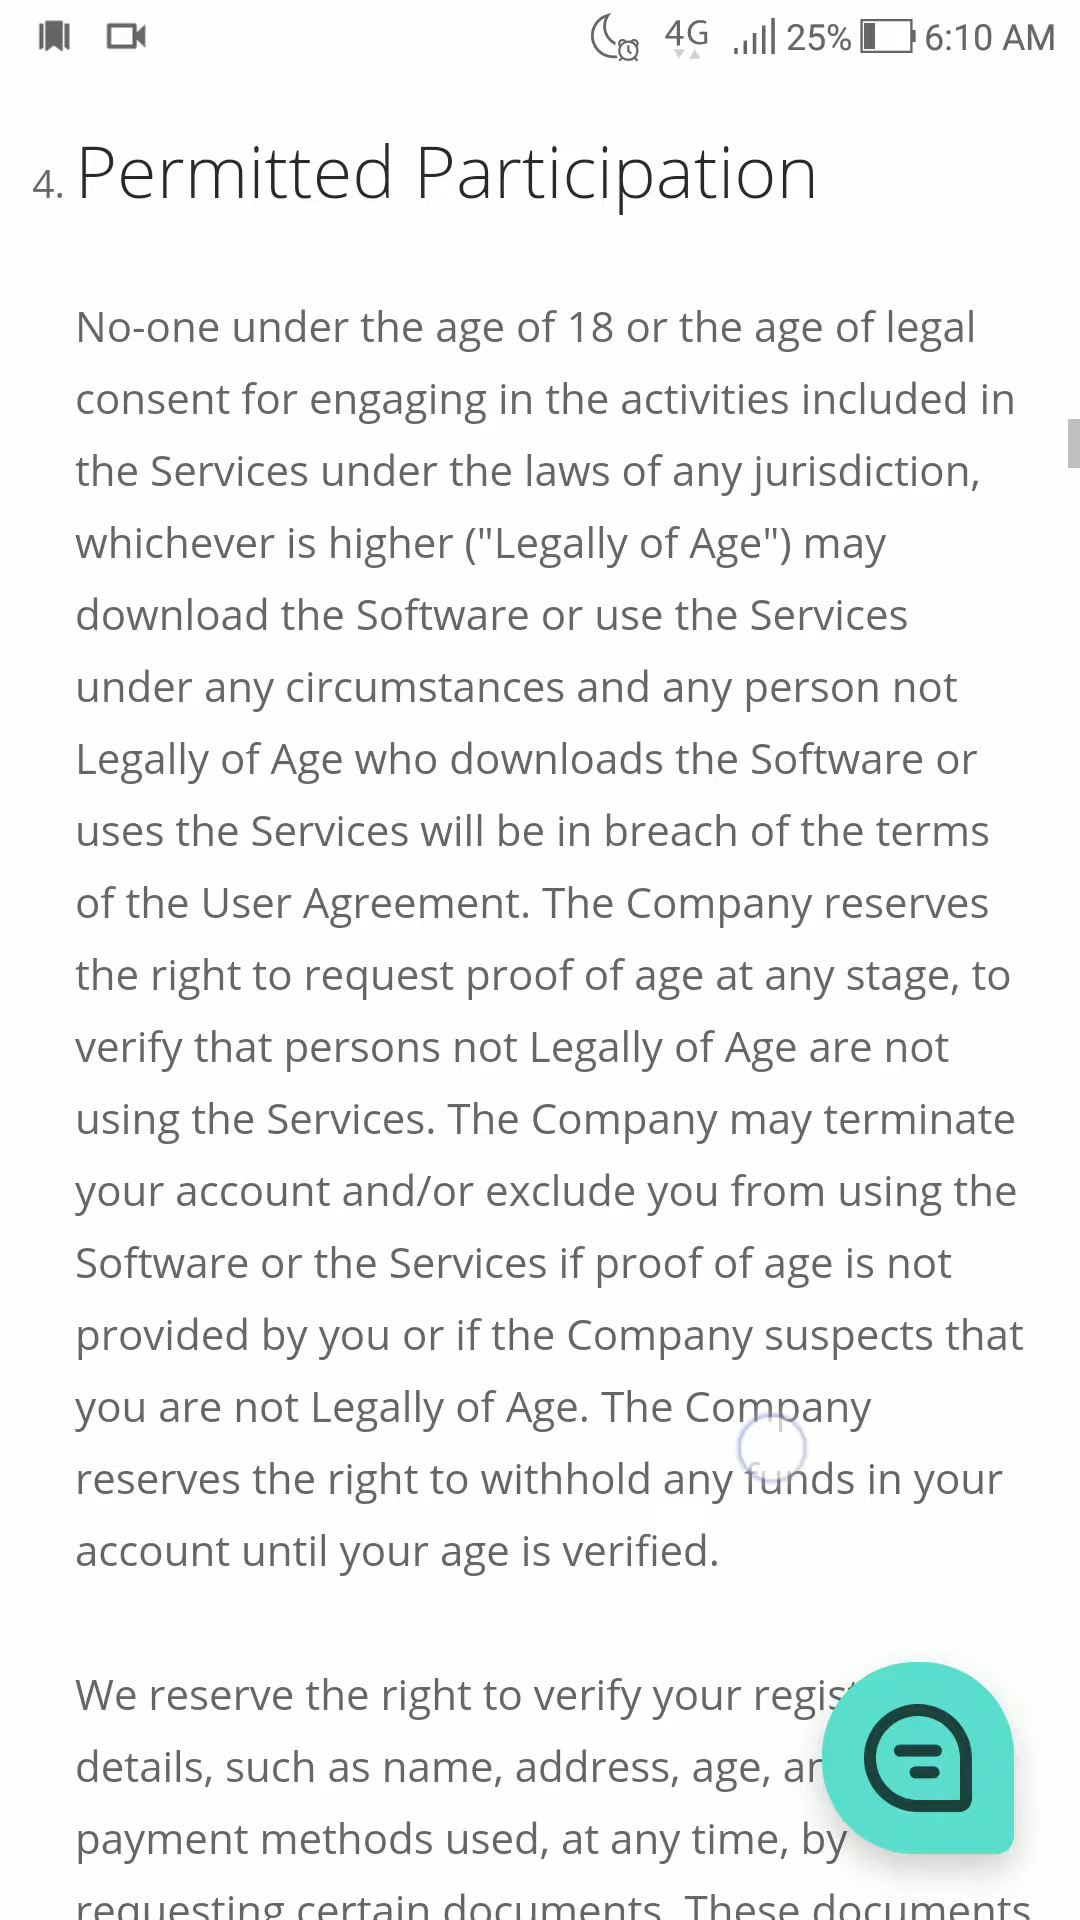 4G 25% 6:10 AM
4. Permitted Participation
No-one under the age of 18 or the age of legal
consent for engaging in the activities included in
the Services under the laws of any jurisdiction,
whichever is higher ("Legally of Age") may
download the Software or use the Services
under any circumstances and any person not
Legally of Age who downloads the Software or
uses the Services will be in breach of the terms
of the User Agreement. The Company reserves
the right to request proof of age at any stage, to
verify that persons not Legally of Age are not
using the Services. The Company may terminate
your account and/or exclude you from using the
Software or the Services if proof of age is not
provided by you or if the Company suspects that
you are not Legally of Age. The Company
reserves the right to withhold any funds in your
account until your age is verified.
We reserve the right to verify your
details, such as name, address, age,
payment methods used, at any time, by
requesting certain documents. These documents